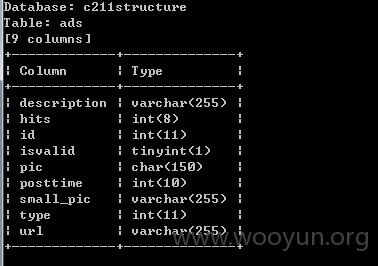 Database: c211structure
Table: ads
[9 columns]
+-------------+--------------+
| Column | Type |
+-------------+--------------+
| description | varchar(255) |
| hits | int(8) |
| id | int(11) |
| isvalid | tinyint(1) |
| pic | char(150) |
| posttime | int(10) |
| small_pic | varchar(255) |
| type | int(11) |
| url | varchar(255) |
+-------------+--------------+
www.wooyun.org